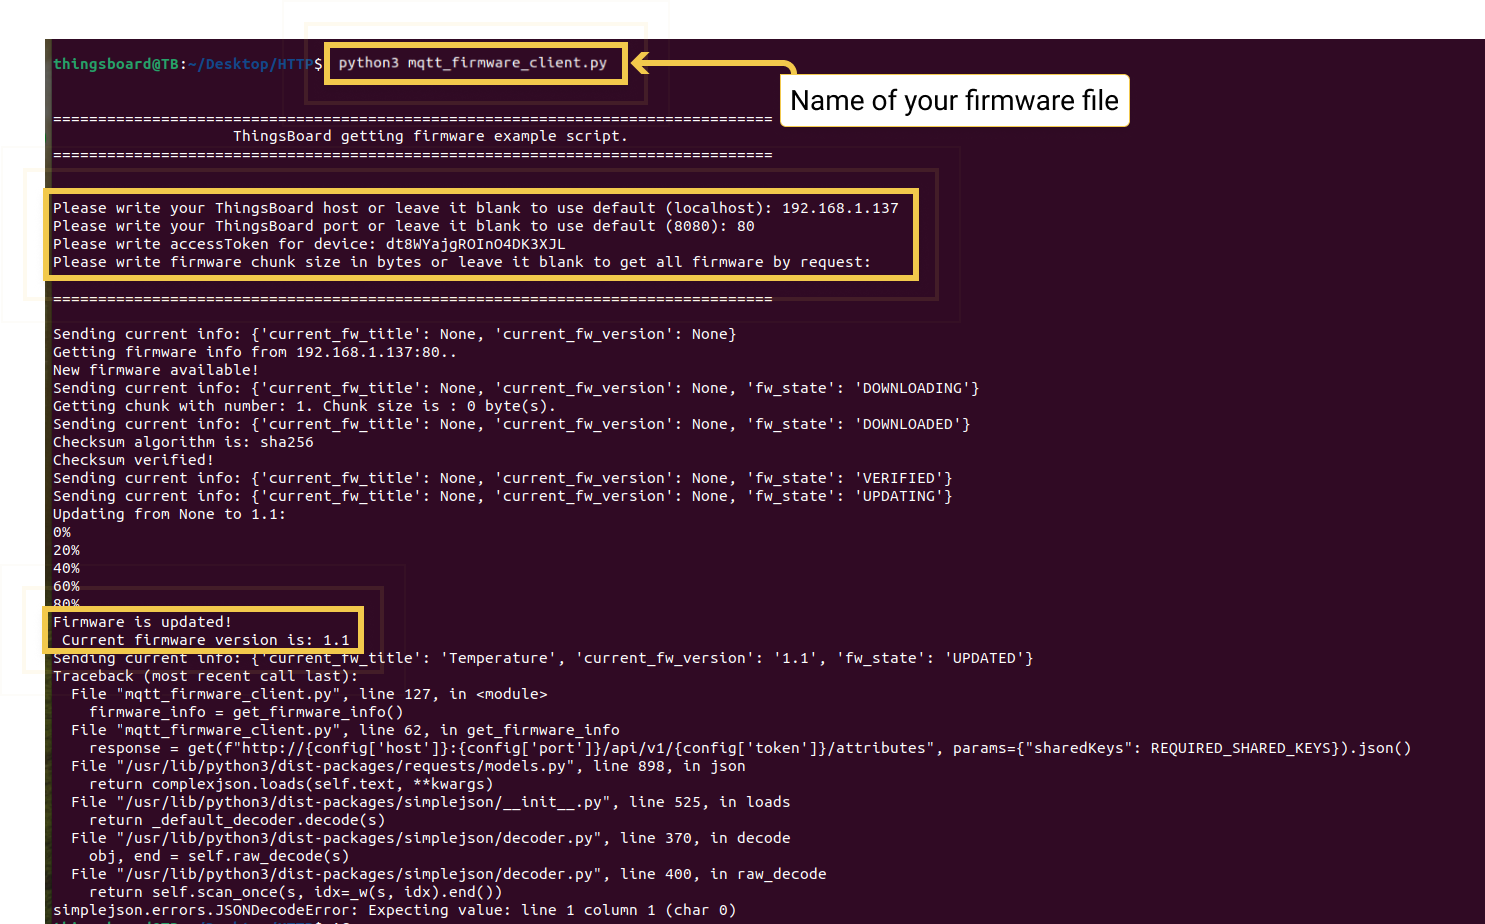 thingsboard@TB:~/Desktop/HTTP$ python3 mqtt_firmware_client.py
Name of your firmware file
================================================================================
ThingsBoard getting firmware example script.
================================================================================
Please write your ThingsBoard host or leave it blank to use default (localhost): 192.168.1.137
Please write your ThingsBoard port or leave it blank to use default (8080): 80
Please write accessToken for device: dt8WYajgROInO4DK3XJL
Please write firmware chunk size in bytes or leave it blank to get all firmware by request:
================================================================================
Sending current info: {'current_fw_title': None, 'current_fw_version': None}
Getting firmware info from 192.168.1.137:80..
New firmware available!
Sending current info: {'current_fw_title': None, 'current_fw_version': None, 'fw_state': 'DOWNLOADING'}
Getting chunk with number: 1. Chunk size is : 0 byte(s).
Sending current info: {'current_fw_title': None, 'current_fw_version': None, 'fw_state': 'DOWNLOADED'}
Checksum algorithm is: sha256
Checksum verified!
Sending current info: {'current_fw_title': None, 'current_fw_version': None, 'fw_state': 'VERIFIED'}
Sending current info: {'current_fw_title': None, 'current_fw_version': None, 'fw_state': 'UPDATING'}
Updating from None to 1.1:
0%
20%
40%
60%
80%
Firmware is updated!
Current firmware version is: 1.1
Sending current info: {'current_fw_title': 'Temperature', 'current_fw_version': '1.1', 'fw_state': 'UPDATED'}
Traceback (most recent call last):
File "mqtt_firmware_client.py", line 127, in <module>
firmware_info = get_firmware_info()
File "mqtt_firmware_client.py", line 62, in get_firmware_info
response = get(f"http://{config['host']}:{config['port']}/api/v1/{config['token']}/attributes", params={"sharedKeys": REQUIRED_SHARED_KEYS}).json()
File "/usr/lib/python3/dist-packages/requests/models.py", line 898, in json
return complexjson.loads(self.text, **kwargs)
File "/usr/lib/python3/dist-packages/simplejson/__init__.py", line 525, in loads
return _default_decoder.decode(s)
File "/usr/lib/python3/dist-packages/simplejson/decoder.py", line 370, in decode
obj, end = self.raw_decode(s)
File "/usr/lib/python3/dist-packages/simplejson/decoder.py", line 400, in raw_decode
return self.scan_once(s, idx=_w(s, idx).end())
simplejson.errors.JSONDecodeError: Expecting value: line 1 column 1 (char 0)